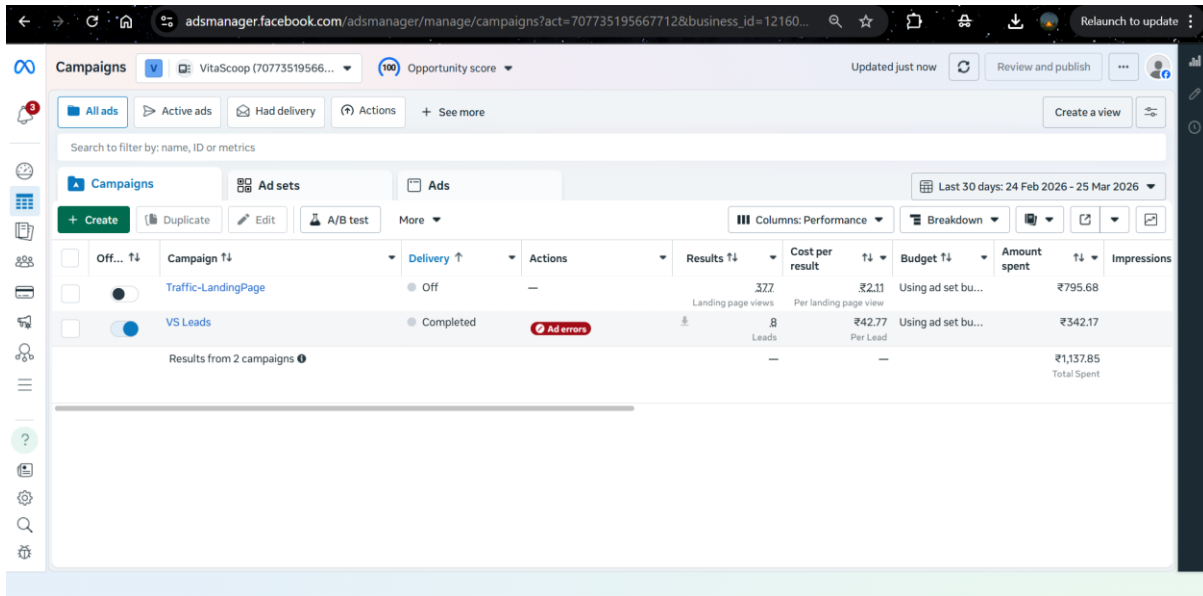 adsmanager.facebook.com/adsmanager/manage/campaigns?act=707735195667712&business_id=12160...
Relaunch to update
Campaigns
V
VitaScoop (70773519566...
100
Opportunity score
Updated just now
Review and publish
3
All ads
Active ads
Had delivery
Actions
+ See more
Create a view
Search to filter by: name, ID or metrics
Campaigns
Ad sets
Ads
Last 30 days: 24 Feb 2026 - 25 Mar 2026
+ Create
Duplicate
Edit
A/B test
More
Columns: Performance
Breakdown
Off... ↑↓ Campaign ↑↓ Delivery ↑ Actions Results ↑↓ Cost per result ↑↓ Budget ↑↓ Amount spent ↑↓ Impressions
Traffic-LandingPage Off — 377 ₹2.11 Using ad set bu... ₹795.68
Landing page views Per landing page view
VS Leads Completed Ad errors 8 ₹42.77 Using ad set bu... ₹342.17
Leads Per Lead
Results from 2 campaigns — — ₹1,137.85
Total Spent
?